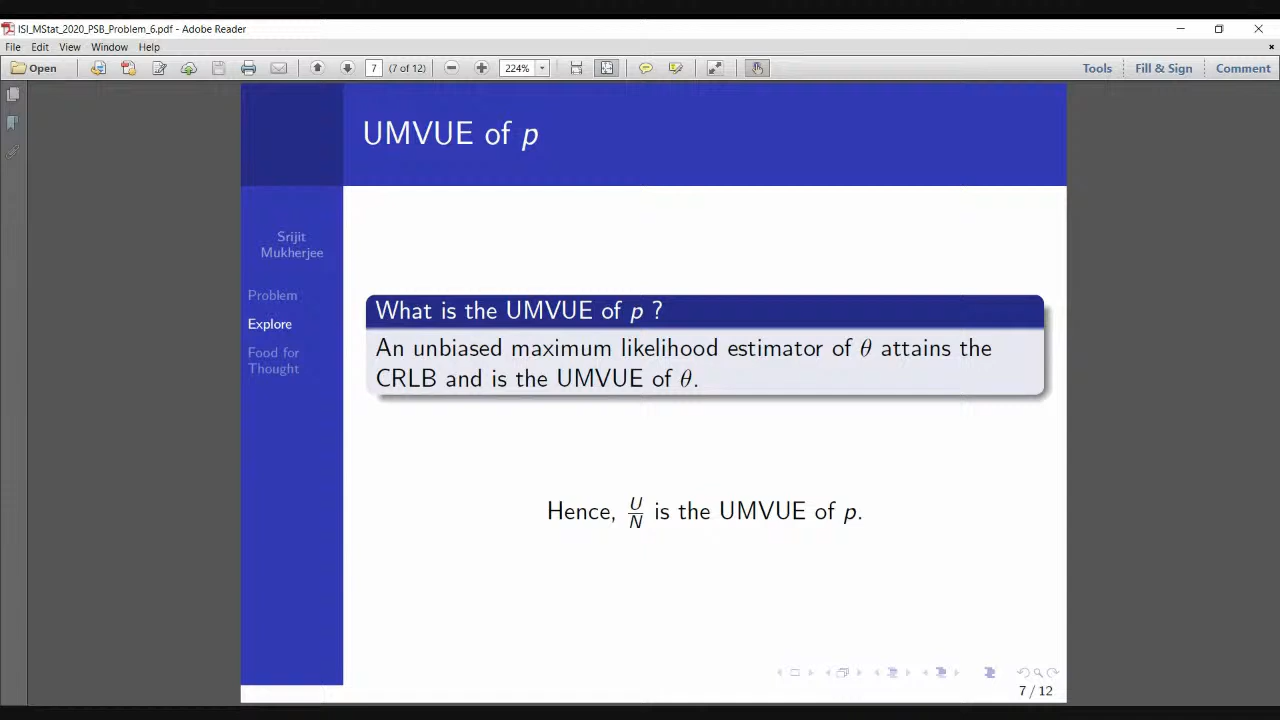 ISI_MStat_2020_PSB_Problem_6.pdf - Adobe Reader
File Edit View Window Help
Open 7 (7 of 12) 224% Tools Fill & Sign Comment
UMVUE of p
Srijit
Mukherjee
Problem
Explore
Food for
Thought
What is the UMVUE of p ?
An unbiased maximum likelihood estimator of θ attains the
CRLB and is the UMVUE of θ.
Hence, U/N is the UMVUE of p.
7 / 12